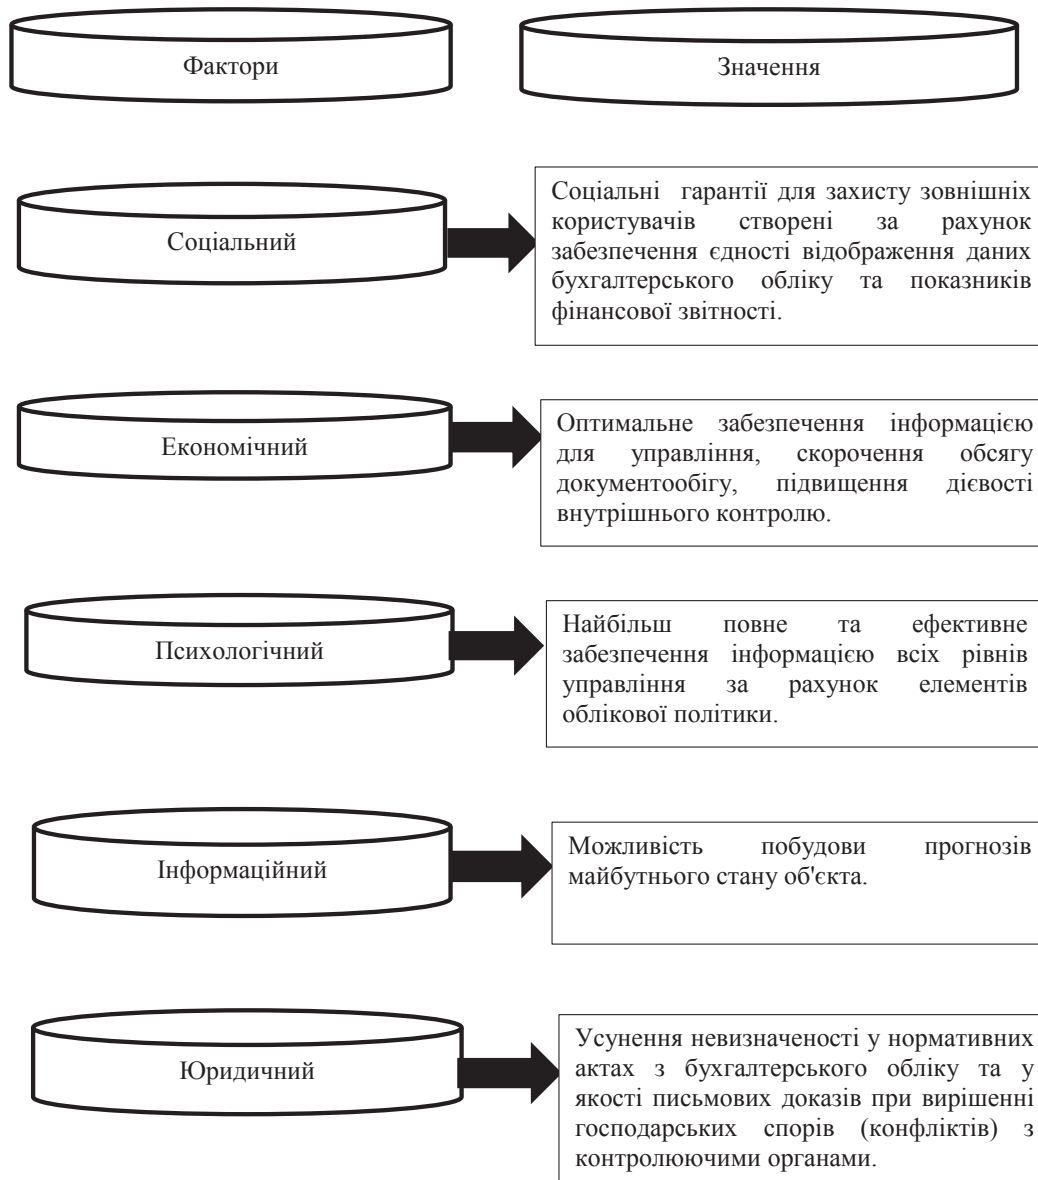 Фактори
Значення
Соціальний
Соціальні гарантії для захисту зовнішніх
користувачів створені за рахунок
забезпечення єдності відображення даних
бухгалтерського обліку та показників
фінансової звітності.
Економічний
Оптимальне забезпечення інформацією
для управління, скорочення обсягу
документообігу, підвищення дієвості
внутрішнього контролю.
Психологічний
Найбільш повне та ефективне
забезпечення інформацією всіх рівнів
управління за рахунок елементів
облікової політики.
Інформаційний
Можливість побудови прогнозів
майбутнього стану об'єкта.
Юридичний
Усунення невизначеності у нормативних
актах з бухгалтерського обліку та у
якості письмових доказів при вирішенні
господарських спорів (конфліктів) з
контролюючими органами.